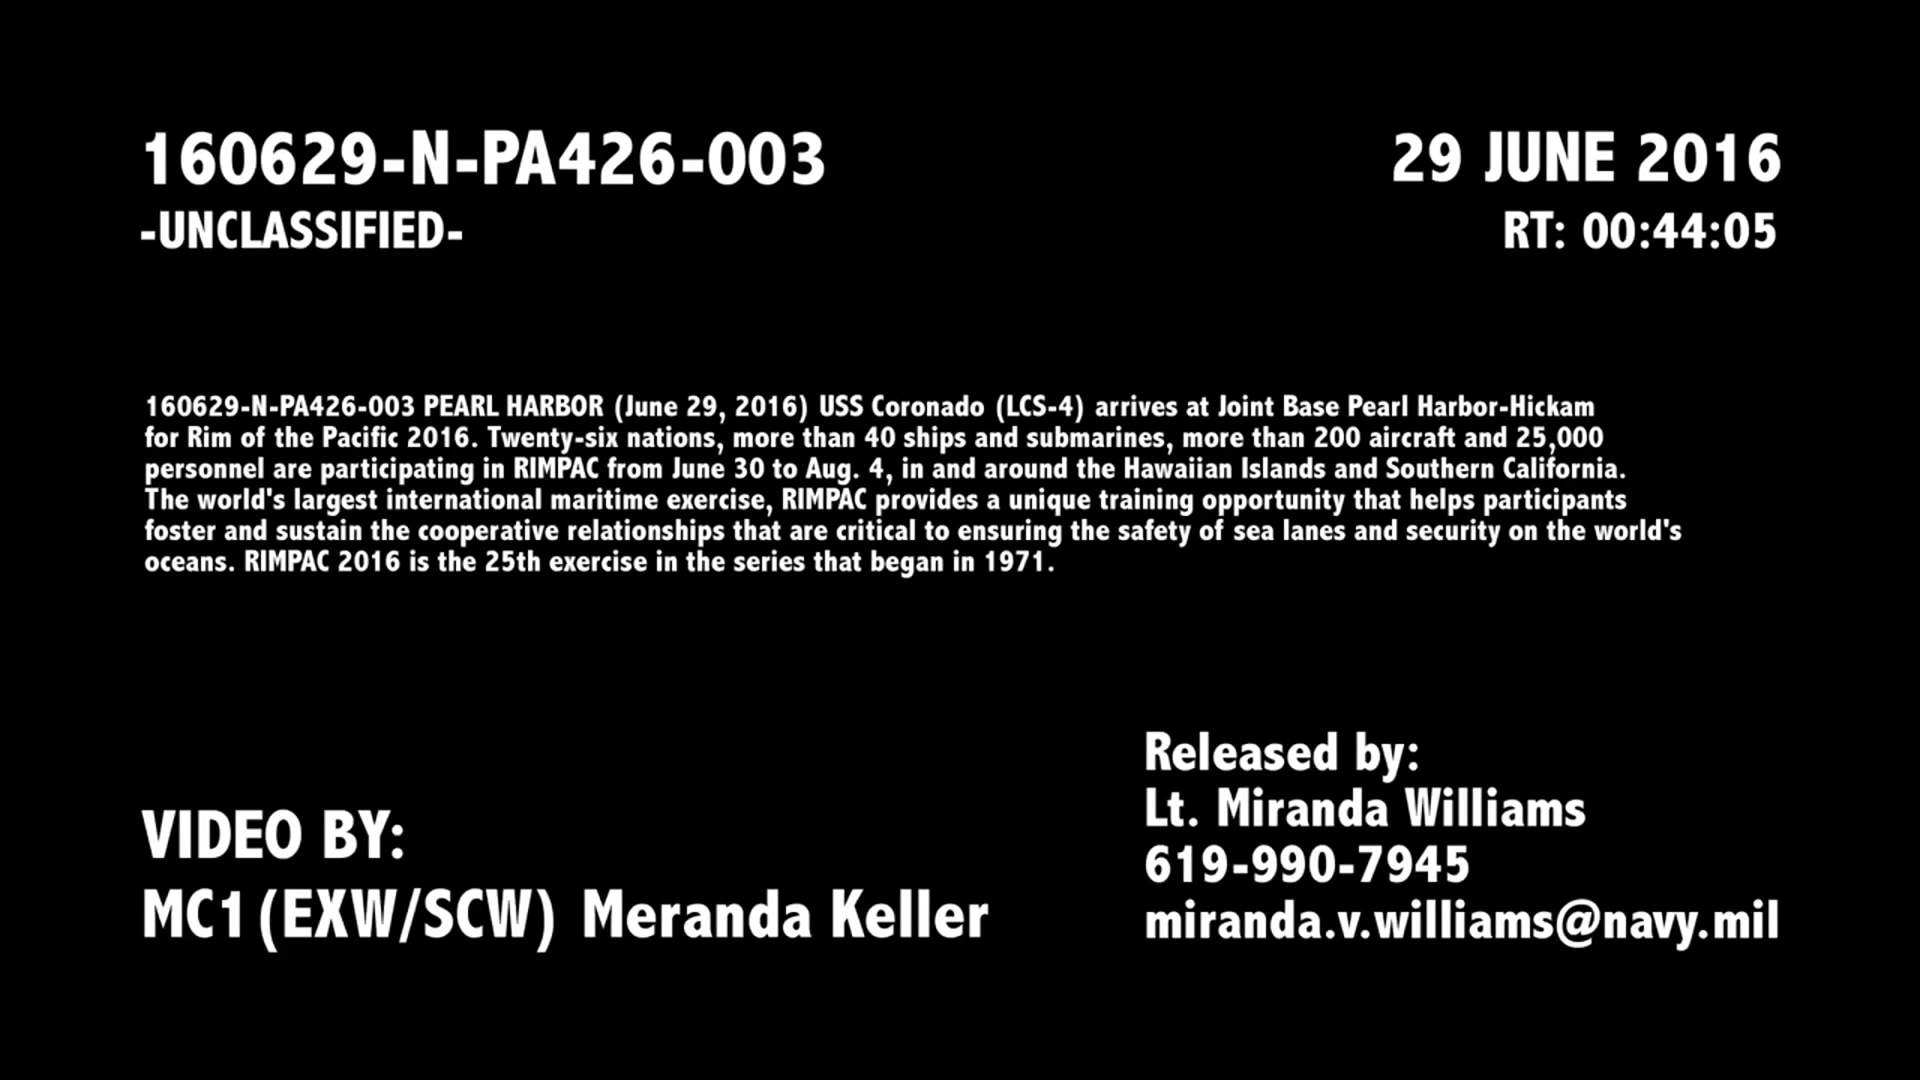 160629-N-PA426-003
-UNCLASSIFIED-
29 JUNE 2016
RT: 00:44:05
160629-N-PA426-003 PEARL HARBOR (June 29, 2016) USS Coronado (LCS-4) arrives at Joint Base Pearl Harbor-Hickam
for Rim of the Pacific 2016. Twenty-six nations, more than 40 ships and submarines, more than 200 aircraft and 25,000
personnel are participating in RIMPAC from June 30 to Aug. 4, in and around the Hawaiian Islands and Southern California.
The world's largest international maritime exercise, RIMPAC provides a unique training opportunity that helps participants
foster and sustain the cooperative relationships that are critical to ensuring the safety of sea lanes and security on the world's
oceans. RIMPAC 2016 is the 25th exercise in the series that began in 1971.
VIDEO BY:
MC1 (EXW/SCW) Meranda Keller
Released by:
Lt. Miranda Williams
619-990-7945
miranda.v.williams@navy.mil